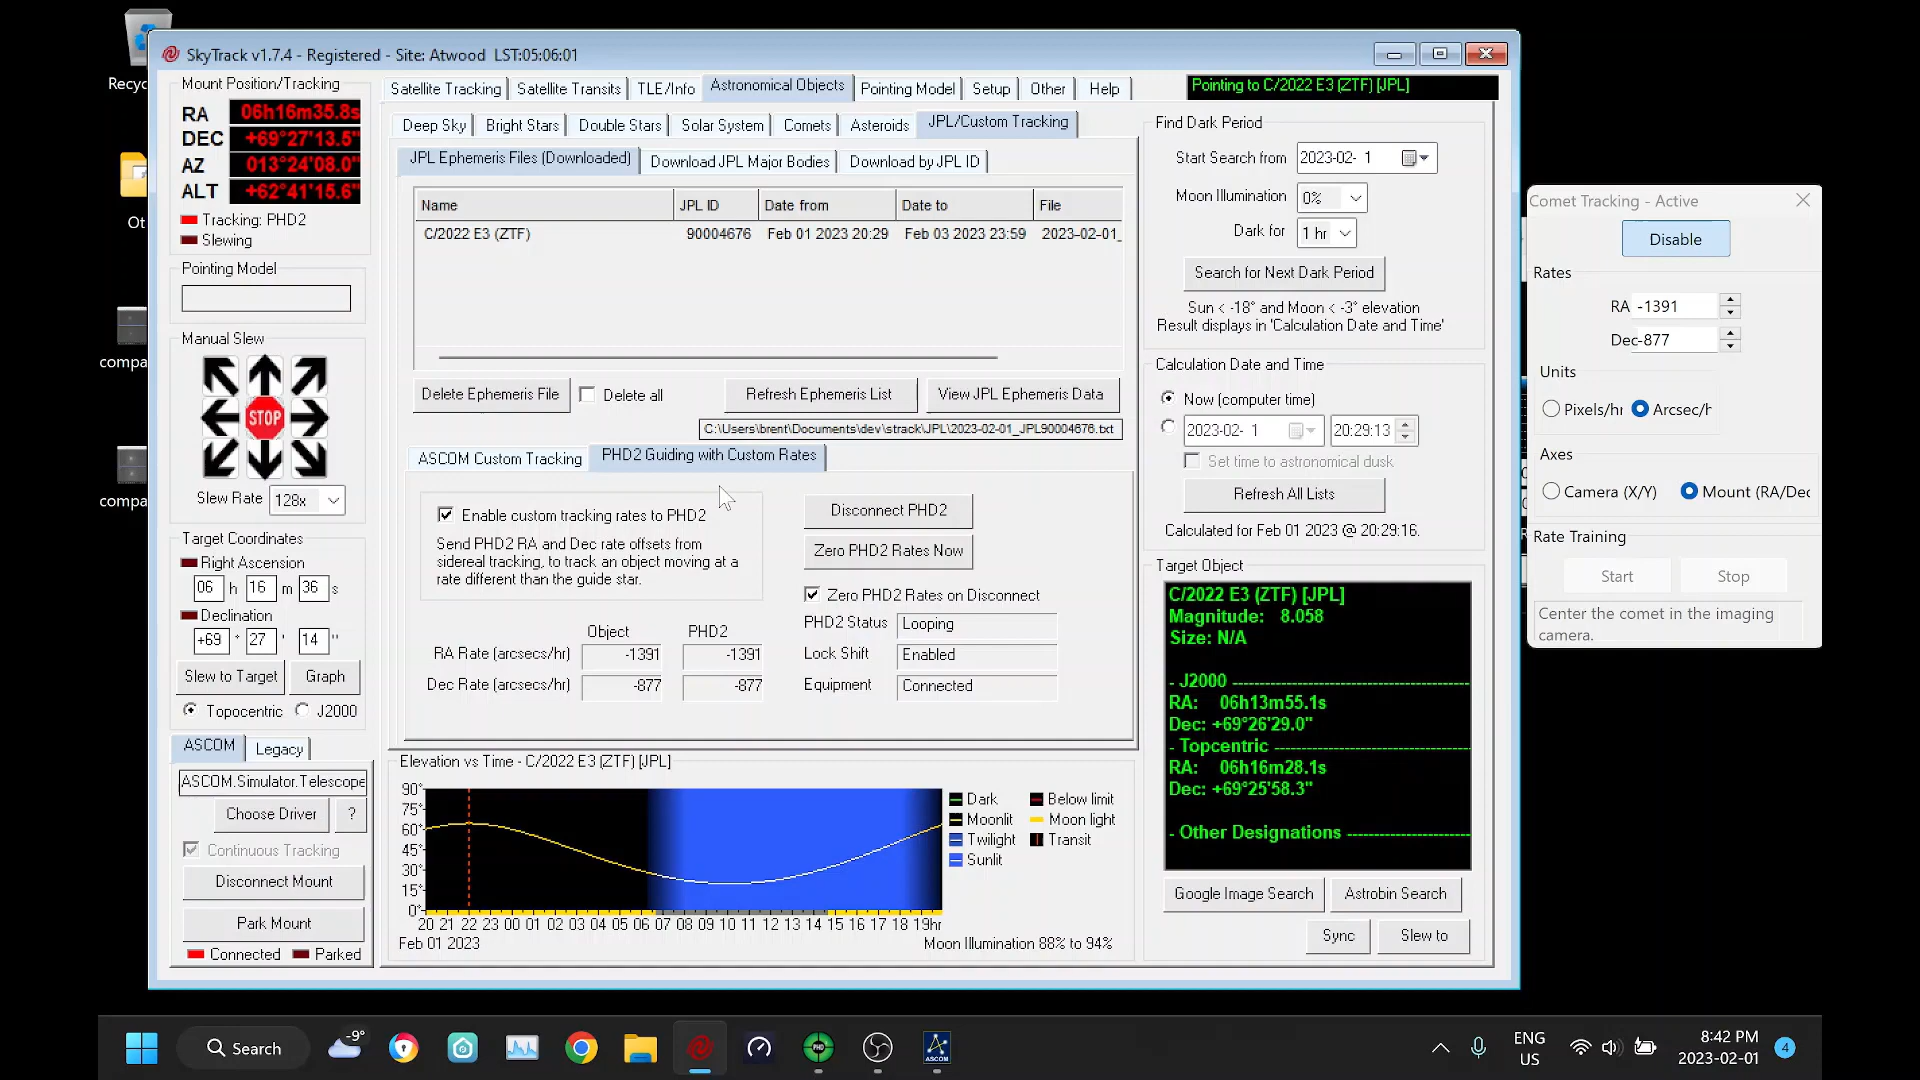 Recyc
Ot
compa
compa
SkyTrack v1.7.4 - Registered - Site: Atwood LST:05:06:01
Mount Position/Tracking
RA 06h16m35.8s
DEC +69°27'13.5"
AZ 013°24'08.0"
ALT +62°41'15.6"
Tracking: PHD2
Slewing
Pointing Model
Manual Slew
STOP
Slew Rate 128x
Target Coordinates
Right Ascension
06 h 16 m 36 s
Declination
+69 ° 27 ' 14 "
Slew to Target Graph
Topocentric J2000
ASCOM Legacy
ASCOM.Simulator.Telescope
Choose Driver ?
Continuous Tracking
Disconnect Mount
Park Mount
Connected Parked
Satellite Tracking Satellite Transits TLE/Info Astronomical Objects Pointing Model Setup Other Help
Pointing to C/2022 E3 (ZTF) [JPL]
Deep Sky Bright Stars Double Stars Solar System Comets Asteroids JPL/Custom Tracking
JPL Ephemeris Files (Downloaded) Download JPL Major Bodies Download by JPL ID
Name JPL ID Date from Date to File
C/2022 E3 (ZTF) 90004676 Feb 01 2023 20:29 Feb 03 2023 23:59 2023-02-01_
Delete Ephemeris File Delete all Refresh Ephemeris List View JPL Ephemeris Data
C:\Users\brent\Documents\dev\strack\JPL\2023-02-01_JPL90004676.txt
ASCOM Custom Tracking PHD2 Guiding with Custom Rates
Enable custom tracking rates to PHD2
Send PHD2 RA and Dec rate offsets from
sidereal tracking, to track an object moving at a
rate different than the guide star.
Object PHD2
RA Rate (arcsecs/hr) -1391 -1391
Dec Rate (arcsecs/hr) -877 -877
Disconnect PHD2
Zero PHD2 Rates Now
Zero PHD2 Rates on Disconnect
PHD2 Status Looping
Lock Shift Enabled
Equipment Connected
Elevation vs Time - C/2022 E3 (ZTF) [JPL]
90°
75°
60°
45°
30°
15°
0°
20 21 22 23 00 01 02 03 04 05 06 07 08 09 10 11 12 13 14 15 16 17 18 19hr
Feb 01 2023
Moon Illumination 88% to 94%
Dark Below limit
Moonlit Moon light
Twilight Transit
Sunlit
Find Dark Period
Start Search from 2023-02- 1
Moon Illumination 0%
Dark for 1 hr
Search for Next Dark Period
Sun < -18° and Moon < -3° elevation
Result displays in 'Calculation Date and Time'
Calculation Date and Time
Now (computer time)
2023-02- 1 20:29:13
Set time to astronomical dusk
Refresh All Lists
Calculated for Feb 01 2023 @ 20:29:16.
Target Object
C/2022 E3 (ZTF) [JPL]
Magnitude: 8.058
Size: N/A
- J2000 -
RA: 06h13m55.1s
Dec: +69°26'29.0"
- Topcentric -
RA: 06h16m28.1s
Dec: +69°25'58.3"
- Other Designations -
Google Image Search Astrobin Search
Sync Slew to
Comet Tracking - Active
Disable
Rates
RA -1391
Dec -877
Units
Pixels/hr Arcsec/h
Axes
Camera (X/Y) Mount (RA/Dec
Rate Training
Start Stop
Center the comet in the imaging
camera.
-9°
Search
PHD
ASCOM
ENG
US
8:42 PM
2023-02-01
4